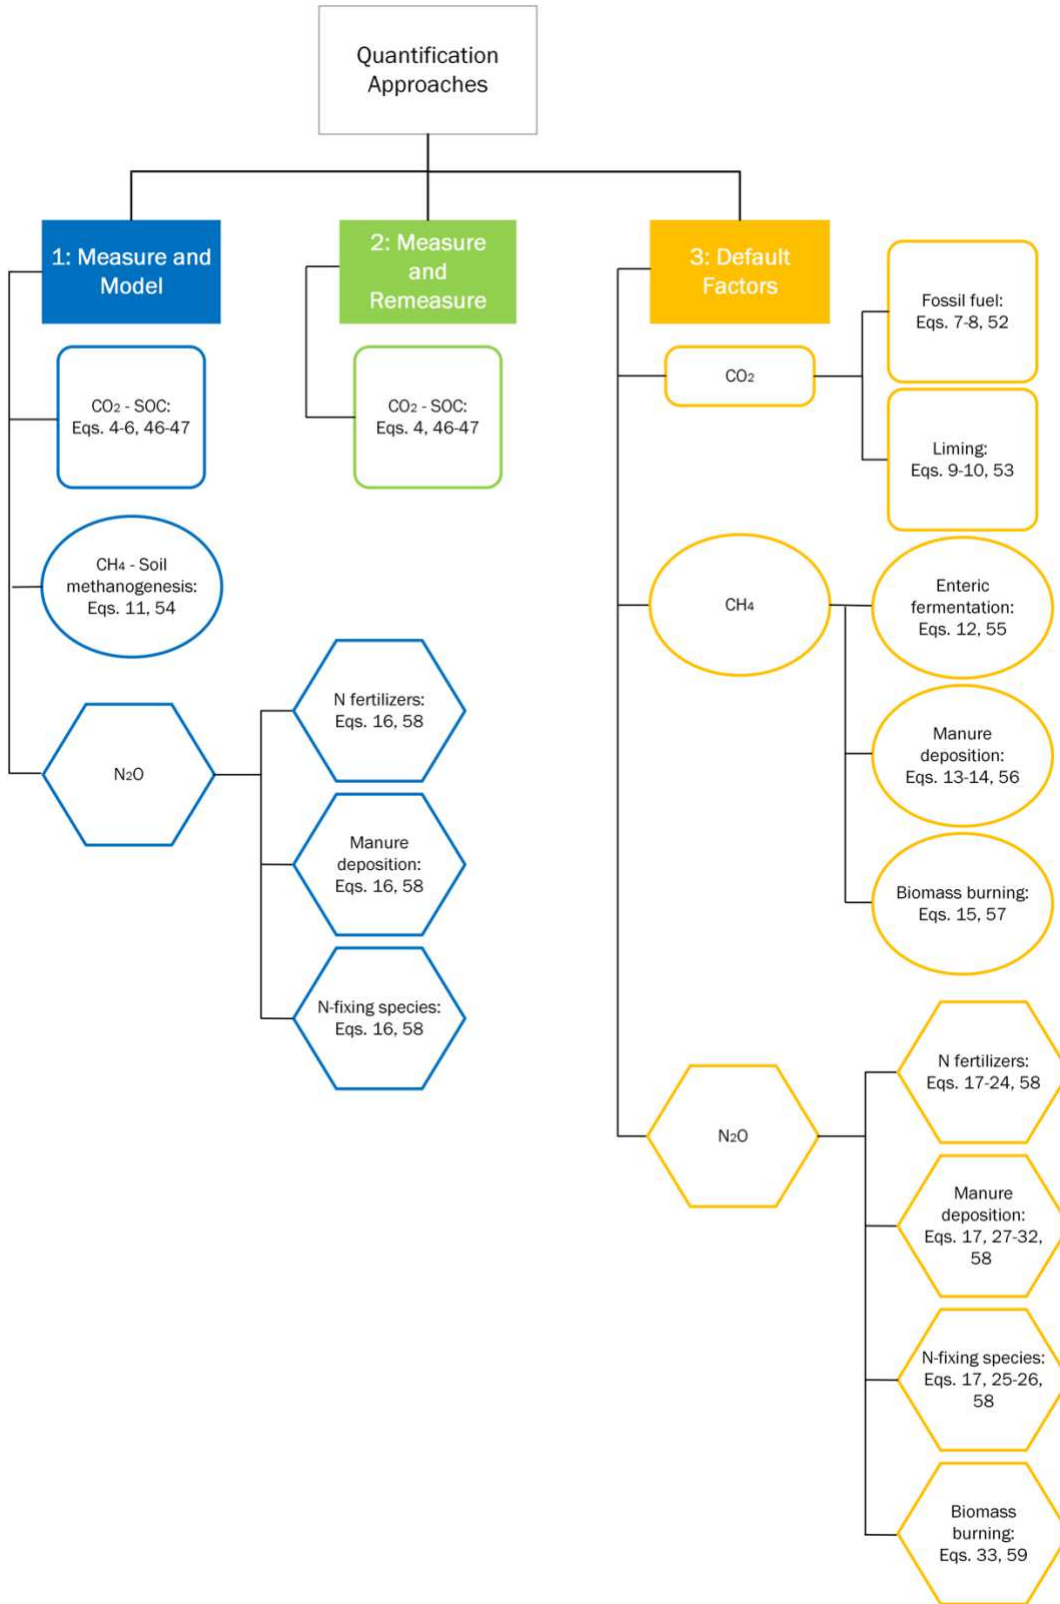 Quantification
Approaches
1: Measure and
Model
CO₂ - SOC:
Eqs. 4-6, 46-47
CH₄ - Soil
methanogenesis:
Eqs. 11, 54
N₂O
N fertilizers:
Eqs. 16, 58
Manure
deposition:
Eqs. 16, 58
N-fixing species:
Eqs. 16, 58
2: Measure
and
Remeasure
CO₂ - SOC:
Eqs. 4, 46-47
3: Default
Factors
CO₂
Fossil fuel:
Eqs. 7-8, 52
Liming:
Eqs. 9-10, 53
CH₄
Enteric
fermentation:
Eqs. 12, 55
Manure
deposition:
Eqs. 13-14, 56
Biomass burning:
Eqs. 15, 57
N₂O
N fertilizers:
Eqs. 17-24, 58
Manure
deposition:
Eqs. 17, 27-32,
58
N-fixing species:
Eqs. 17, 25-26,
58
Biomass
burning:
Eqs. 33, 59